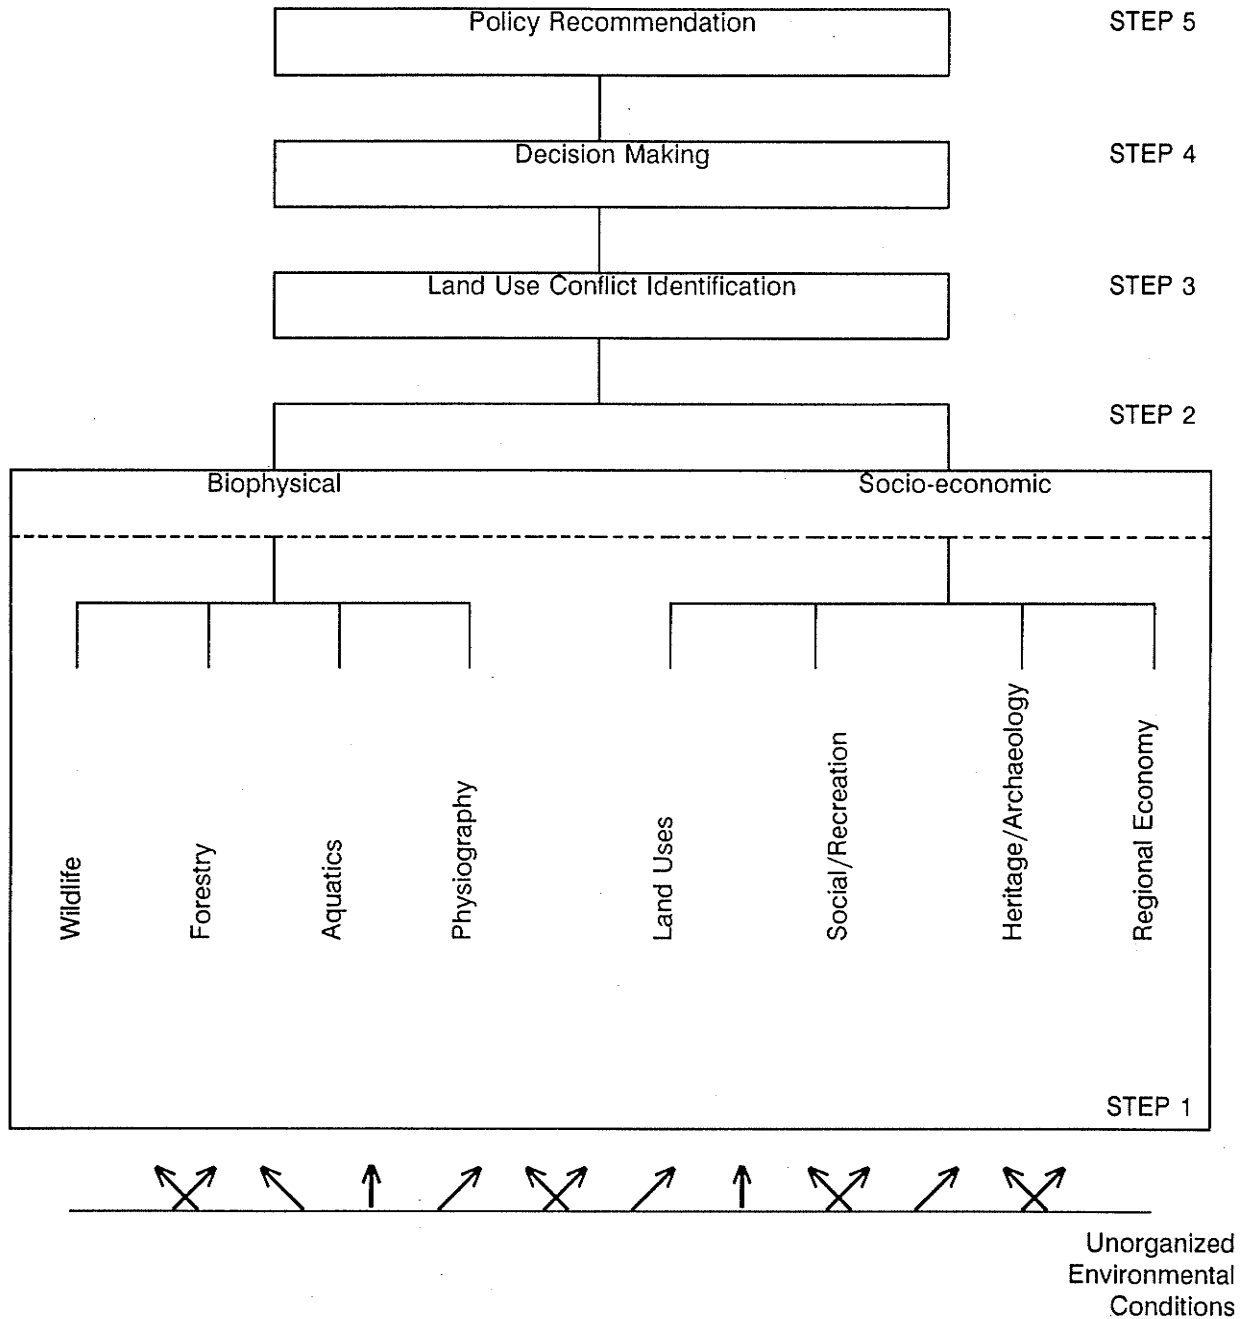 Policy Recommendation
STEP 5
Decision Making
STEP 4
Land Use Conflict Identification
STEP 3
STEP 2
Biophysical
Socio-economic
Wildlife
Forestry
Aquatics
Physiography
Land Uses
Social/Recreation
Heritage/Archaeology
Regional Economy
STEP 1
Unorganized
Environmental
Conditions